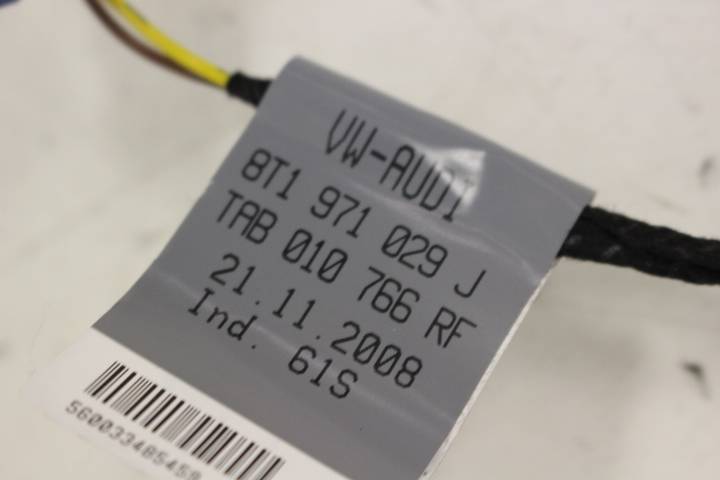 VW-AUDI
8T1 971 029 J
TAB 010 766 RF
21.11.2008
Ind. 61S
560033485459